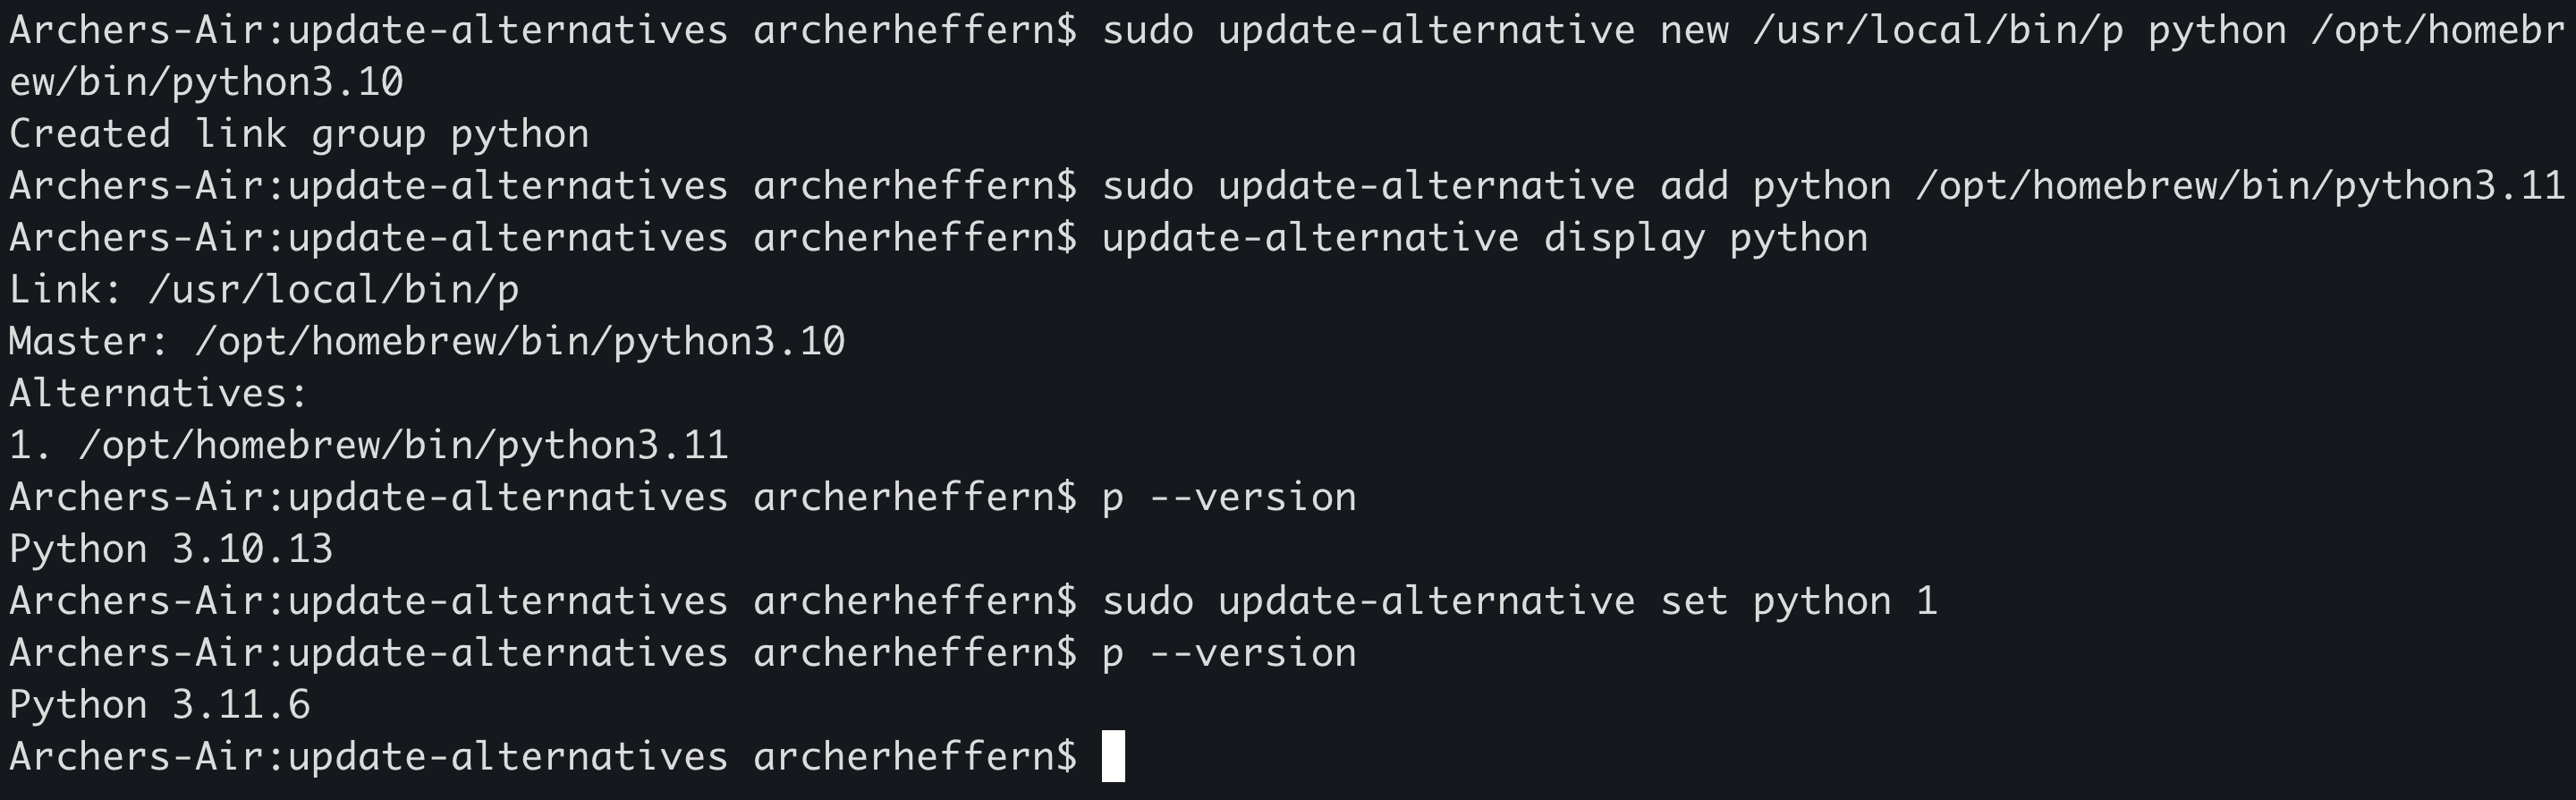 Archers-Air:update-alternatives archerheffern$ sudo update-alternative new /usr/local/bin/p python /opt/homebr
ew/bin/python3.10
Created link group python
Archers-Air:update-alternatives archerheffern$ sudo update-alternative add python /opt/homebrew/bin/python3.11
Archers-Air:update-alternatives archerheffern$ update-alternative display python
Link: /usr/local/bin/p
Master: /opt/homebrew/bin/python3.10
Alternatives:
1. /opt/homebrew/bin/python3.11
Archers-Air:update-alternatives archerheffern$ p --version
Python 3.10.13
Archers-Air:update-alternatives archerheffern$ sudo update-alternative set python 1
Archers-Air:update-alternatives archerheffern$ p --version
Python 3.11.6
Archers-Air:update-alternatives archerheffern$